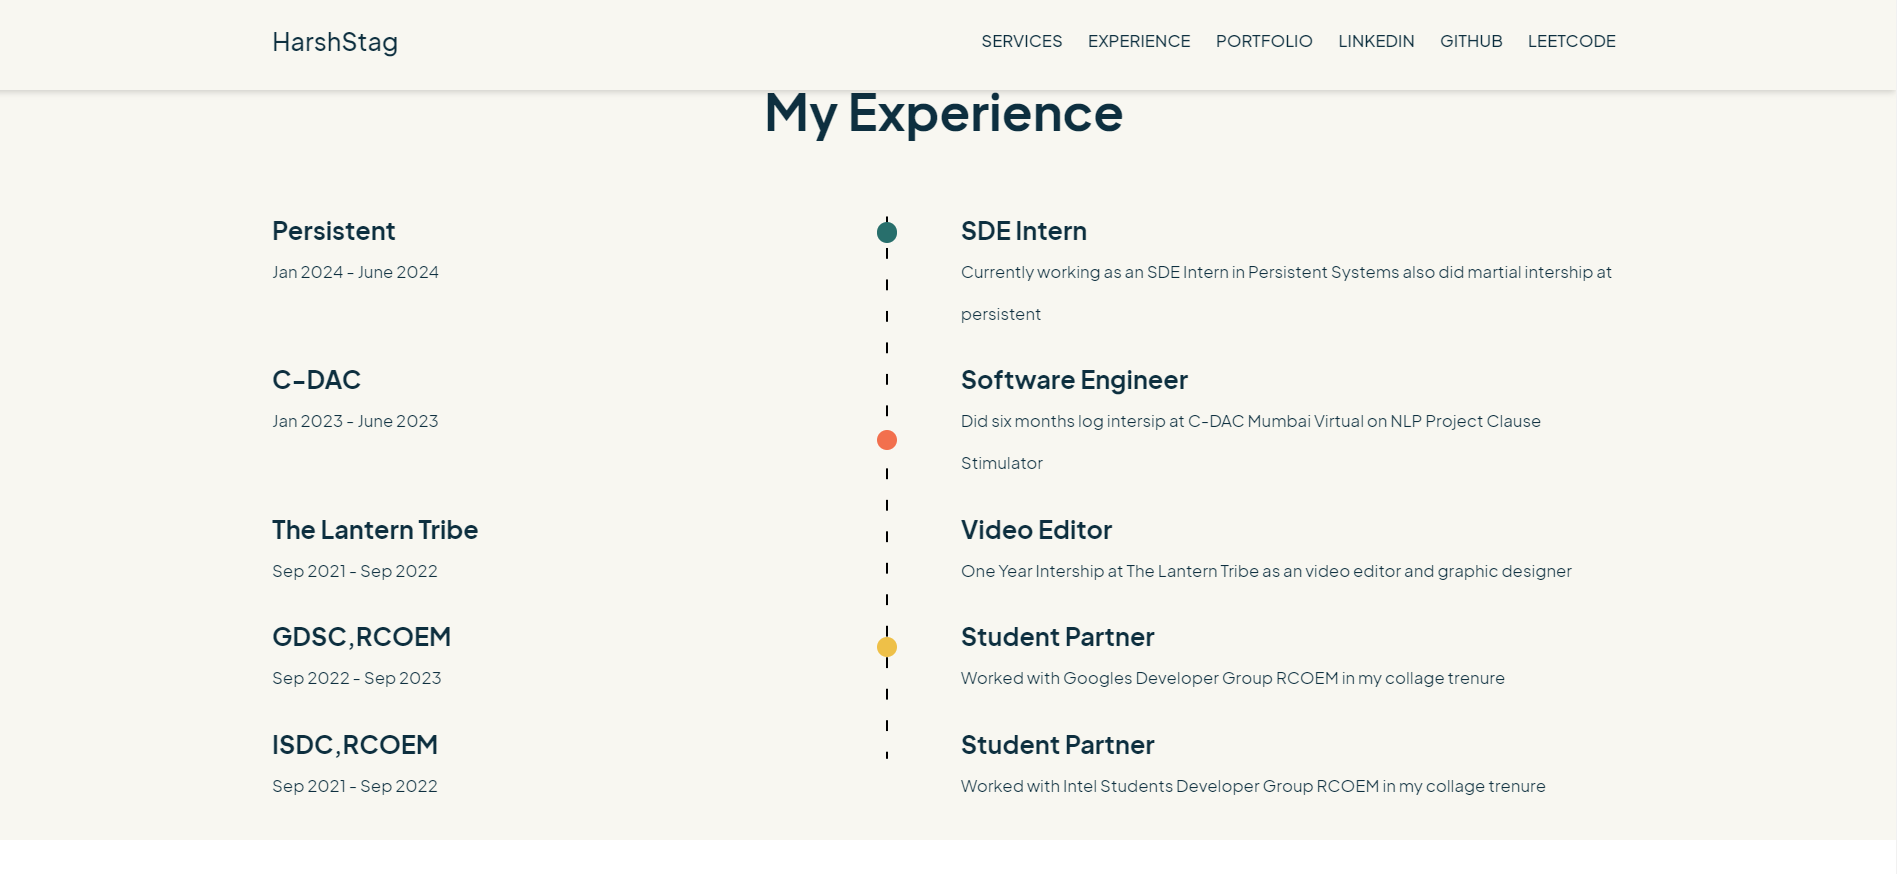 HarshStag
SERVICES EXPERIENCE PORTFOLIO LINKEDIN GITHUB LEETCODE
My Experience
Persistent
Jan 2024 - June 2024
SDE Intern
Currently working as an SDE Intern in Persistent Systems also did martial intership at
persistent
C-DAC
Jan 2023 - June 2023
Software Engineer
Did six months log intersip at C-DAC Mumbai Virtual on NLP Project Clause
Stimulator
The Lantern Tribe
Sep 2021 - Sep 2022
Video Editor
One Year Intership at The Lantern Tribe as an video editor and graphic designer
GDSC,RCOEM
Sep 2022 - Sep 2023
Student Partner
Worked with Googles Developer Group RCOEM in my collage trenure
ISDC,RCOEM
Sep 2021 - Sep 2022
Student Partner
Worked with Intel Students Developer Group RCOEM in my collage trenure